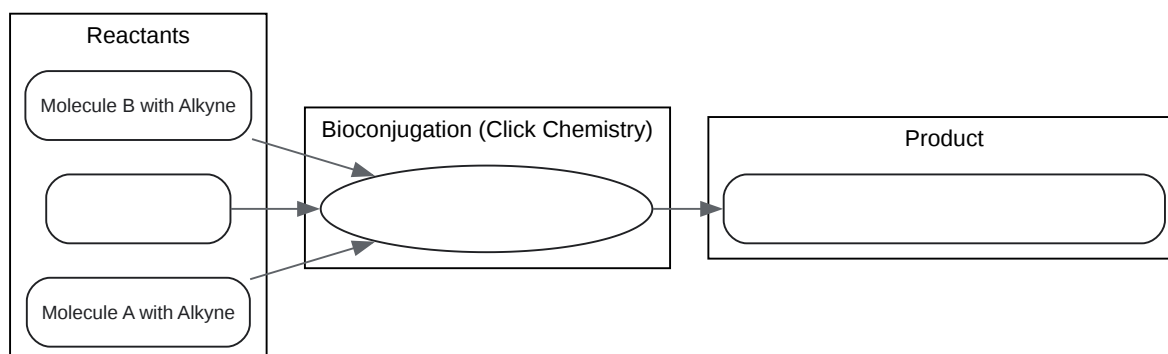 Reactants
Molecule B with Alkyne
Molecule A with Alkyne
Bioconjugation (Click Chemistry)
Product